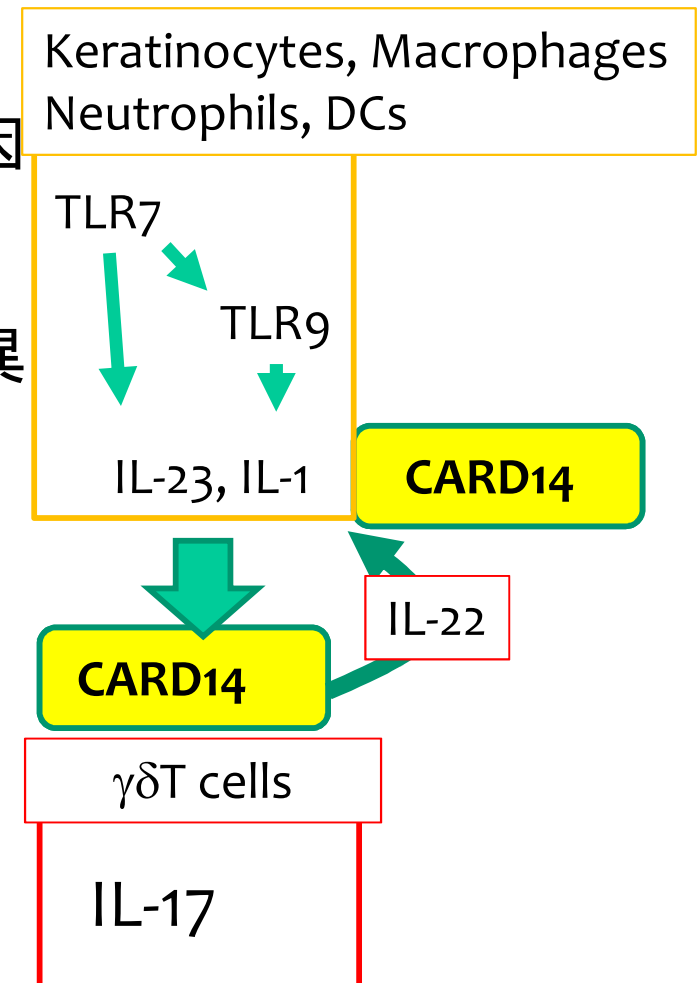 Keratinocytes, Macrophages
Neutrophils, DCs
TLR7
TLR9
IL-23, IL-1
CARD14
IL-22
CARD14
γδT cells
IL-17